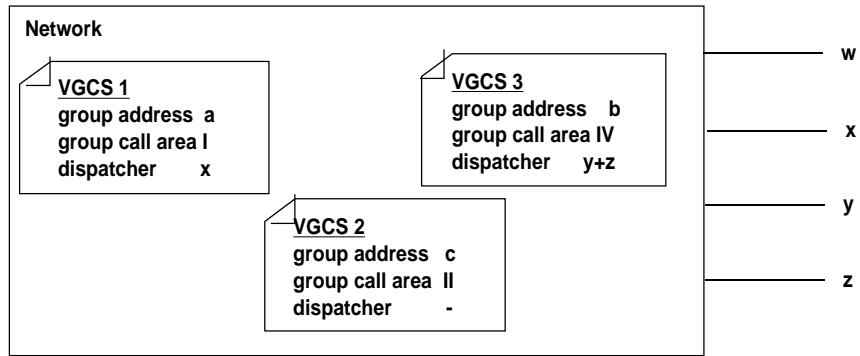 Network
VGCS 1
group address a
group call area I
dispatcher x
VGCS 3
group address b
group call area IV
dispatcher y+z
VGCS 2
group address c
group call area II
dispatcher -
w
x
y
z